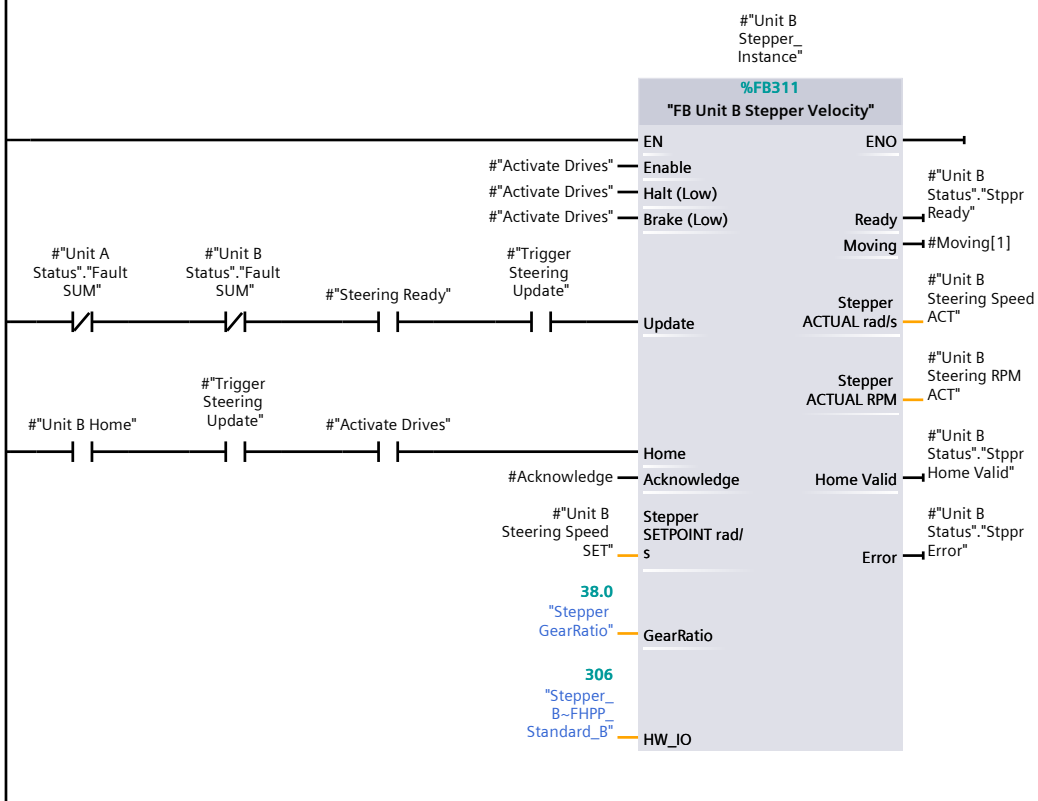 #"Unit B
Stepper_
Instance"
%FB311
"FB Unit B Stepper Velocity"
EN
ENO
#"Activate Drives"
Enable
#"Activate Drives"
Halt (Low)
#"Activate Drives"
Brake (Low)
Ready
#"Unit B
Status"."Stppr
Ready"
Moving
#Moving[1]
#"Unit A
Status"."Fault
SUM"
#"Unit B
Status"."Fault
SUM"
#"Steering Ready"
#"Trigger
Steering
Update"
Update
Stepper
ACTUAL rad/s
#"Unit B
Steering Speed
ACT"
Stepper
ACTUAL RPM
#"Unit B
Steering RPM
ACT"
#"Unit B Home"
#"Trigger
Steering
Update"
#"Activate Drives"
Home
#Acknowledge
Acknowledge
Home Valid
#"Unit B
Status"."Stppr
Home Valid"
#"Unit B
Steering Speed
SET"
Stepper
SETPOINT rad/
s
Error
#"Unit B
Status"."Stppr
Error"
38.0
"Stepper
GearRatio"
GearRatio
306
"Stepper_
B~FHPP_
Standard_B"
HW_IO